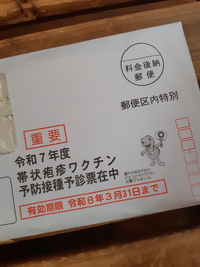 料金後納
郵便
郵便区内特別
重要
令和7年度
帯状疱疹ワクチン
予防接種予診票在中
有効期限 令和8年3月31日まで